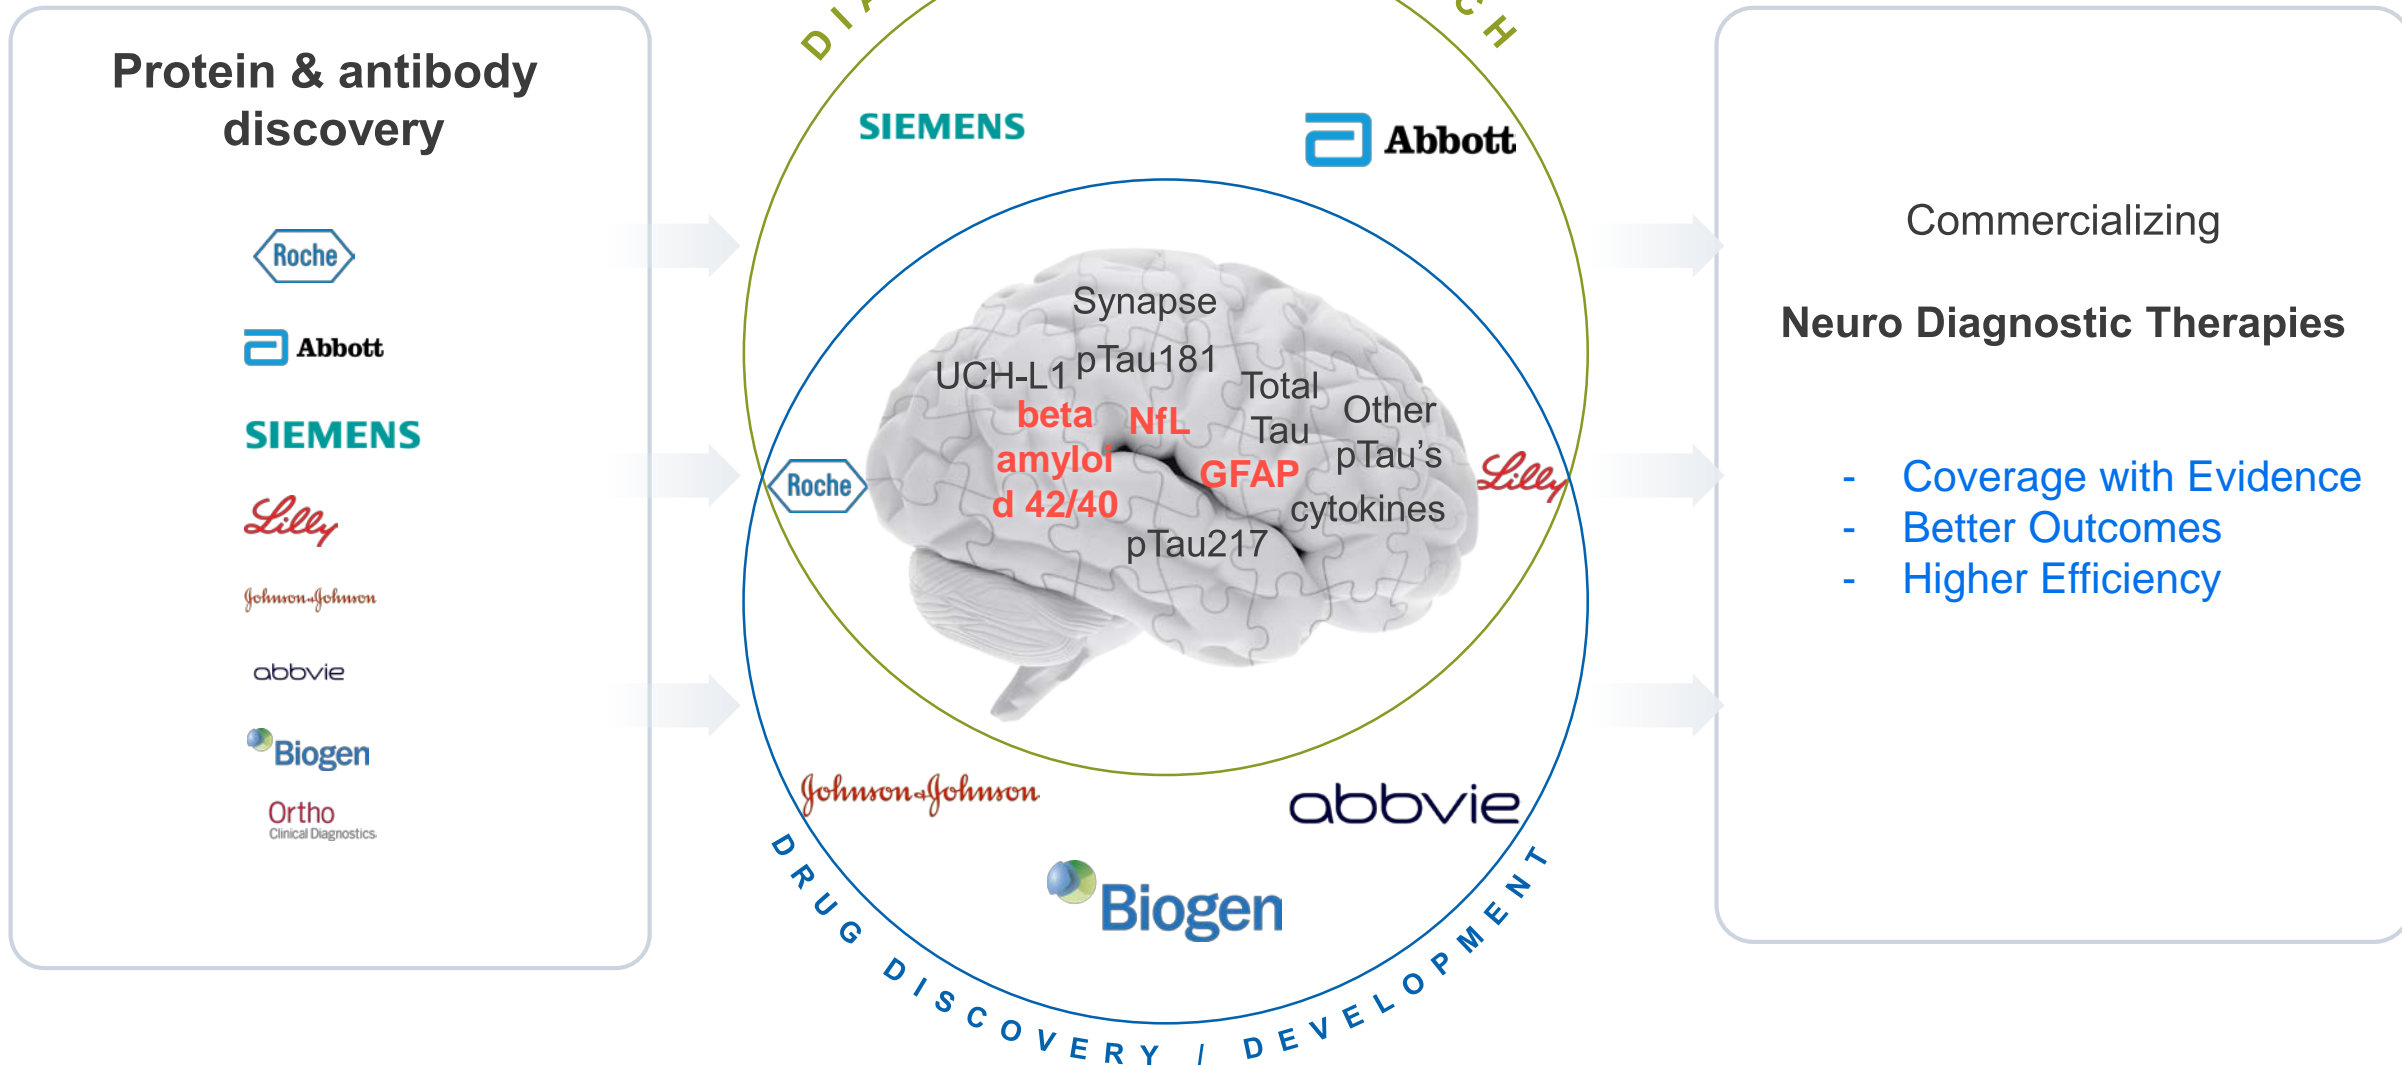 Protein & antibody
discovery
Roche
Abbott
SIEMENS
Lilly
Johnson&Johnson
abbvie
Biogen
Ortho
Clinical Diagnostics
SIEMENS
Abbott
Synapse
pTau181
UCH-L1
beta
amyloi
d 42/40
NfL
Total
Tau
GFAP
Other
pTau's
cytokines
pTau217
Roche
Lilly
Johnson&Johnson
abbvie
Biogen
DRUG DISCOVERY / DEVELOPMENT
Commercializing
Neuro Diagnostic Therapies
- Coverage with Evidence
- Better Outcomes
- Higher Efficiency